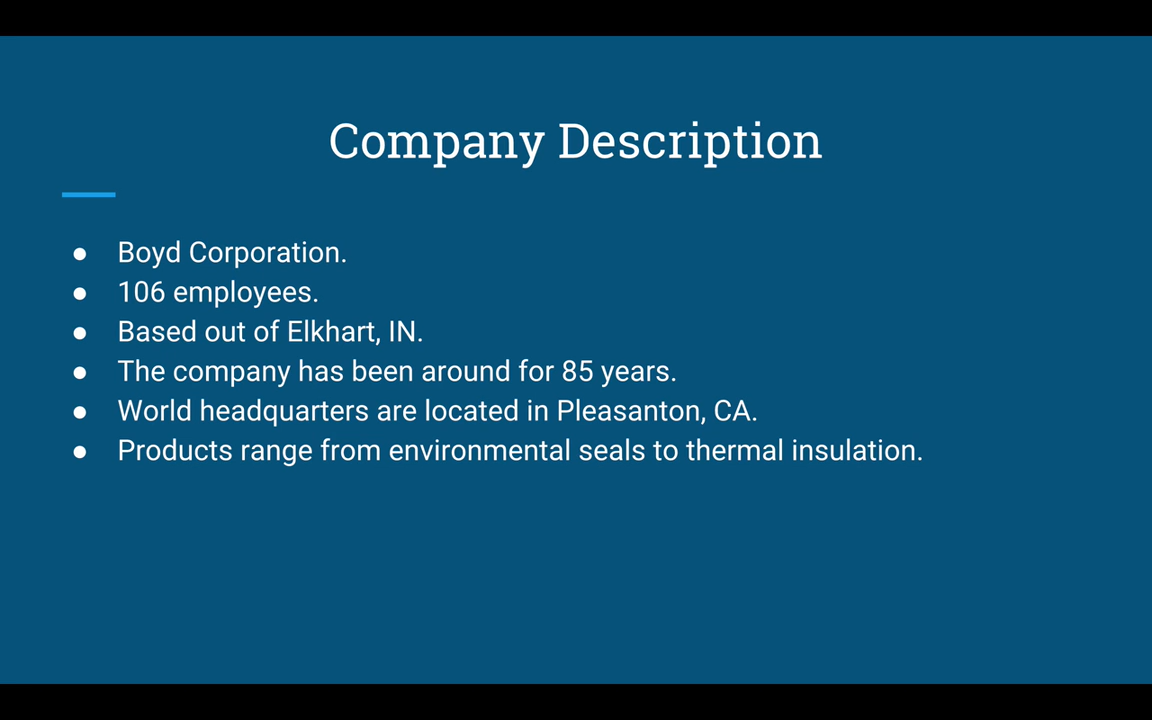 Company Description
● Boyd Corporation.
● 106 employees.
● Based out of Elkhart, IN.
● The company has been around for 85 years.
● World headquarters are located in Pleasanton, CA.
● Products range from environmental seals to thermal insulation.